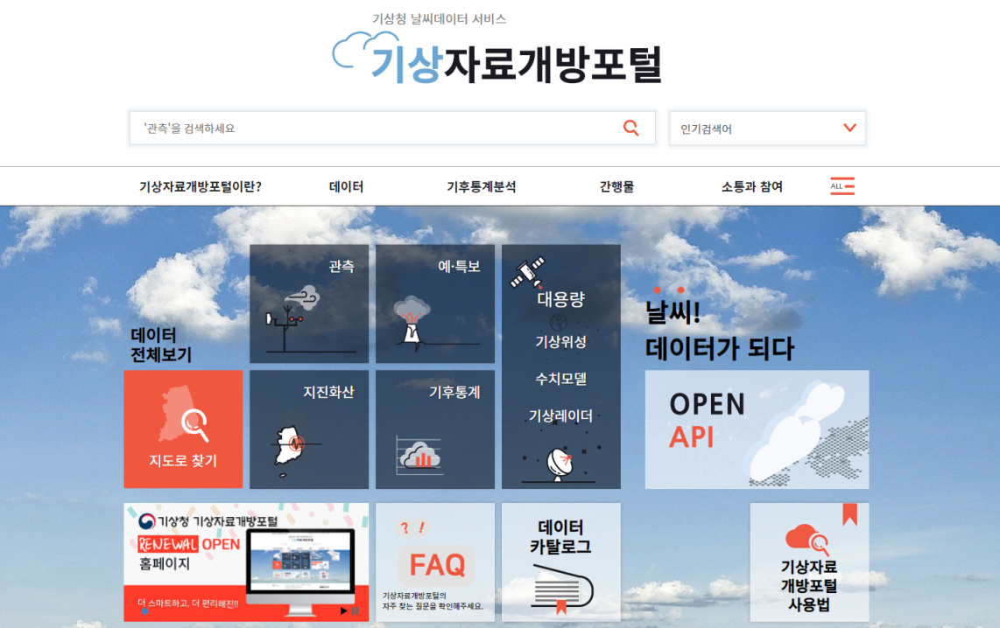 기상청 날씨데이터 서비스
기상자료개방포털
'관측'을 검색하세요
인기검색어
기상자료개방포털이란?
데이터
기후통계분석
간행물
소통과 참여
ALL
데이터
전체보기
지도로 찾기
관측
예·특보
지진화산
기후통계
대용량
기상위성
수치모델
기상레이더
날씨!
데이터가 되다
OPEN
API
기상청 기상자료개방포털
RENEWAL OPEN
홈페이지
더 스마트하고, 더 편리해진!!
? !
FAQ
기상자료개방포털의
자주 찾는 질문을 확인해주세요.
데이터
카탈로그
기상자료
개방포털
사용법